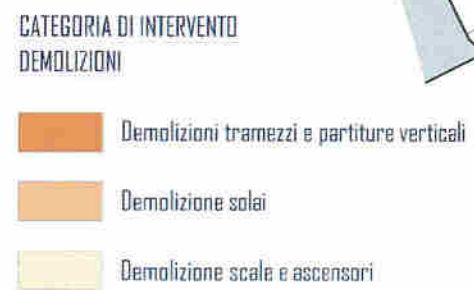 CATEGORIA DI INTERVENTO
DEMOLIZIONI
Demolizioni tramezzi e partiture verticali
Demolizione solai
Demolizione scale e ascensori